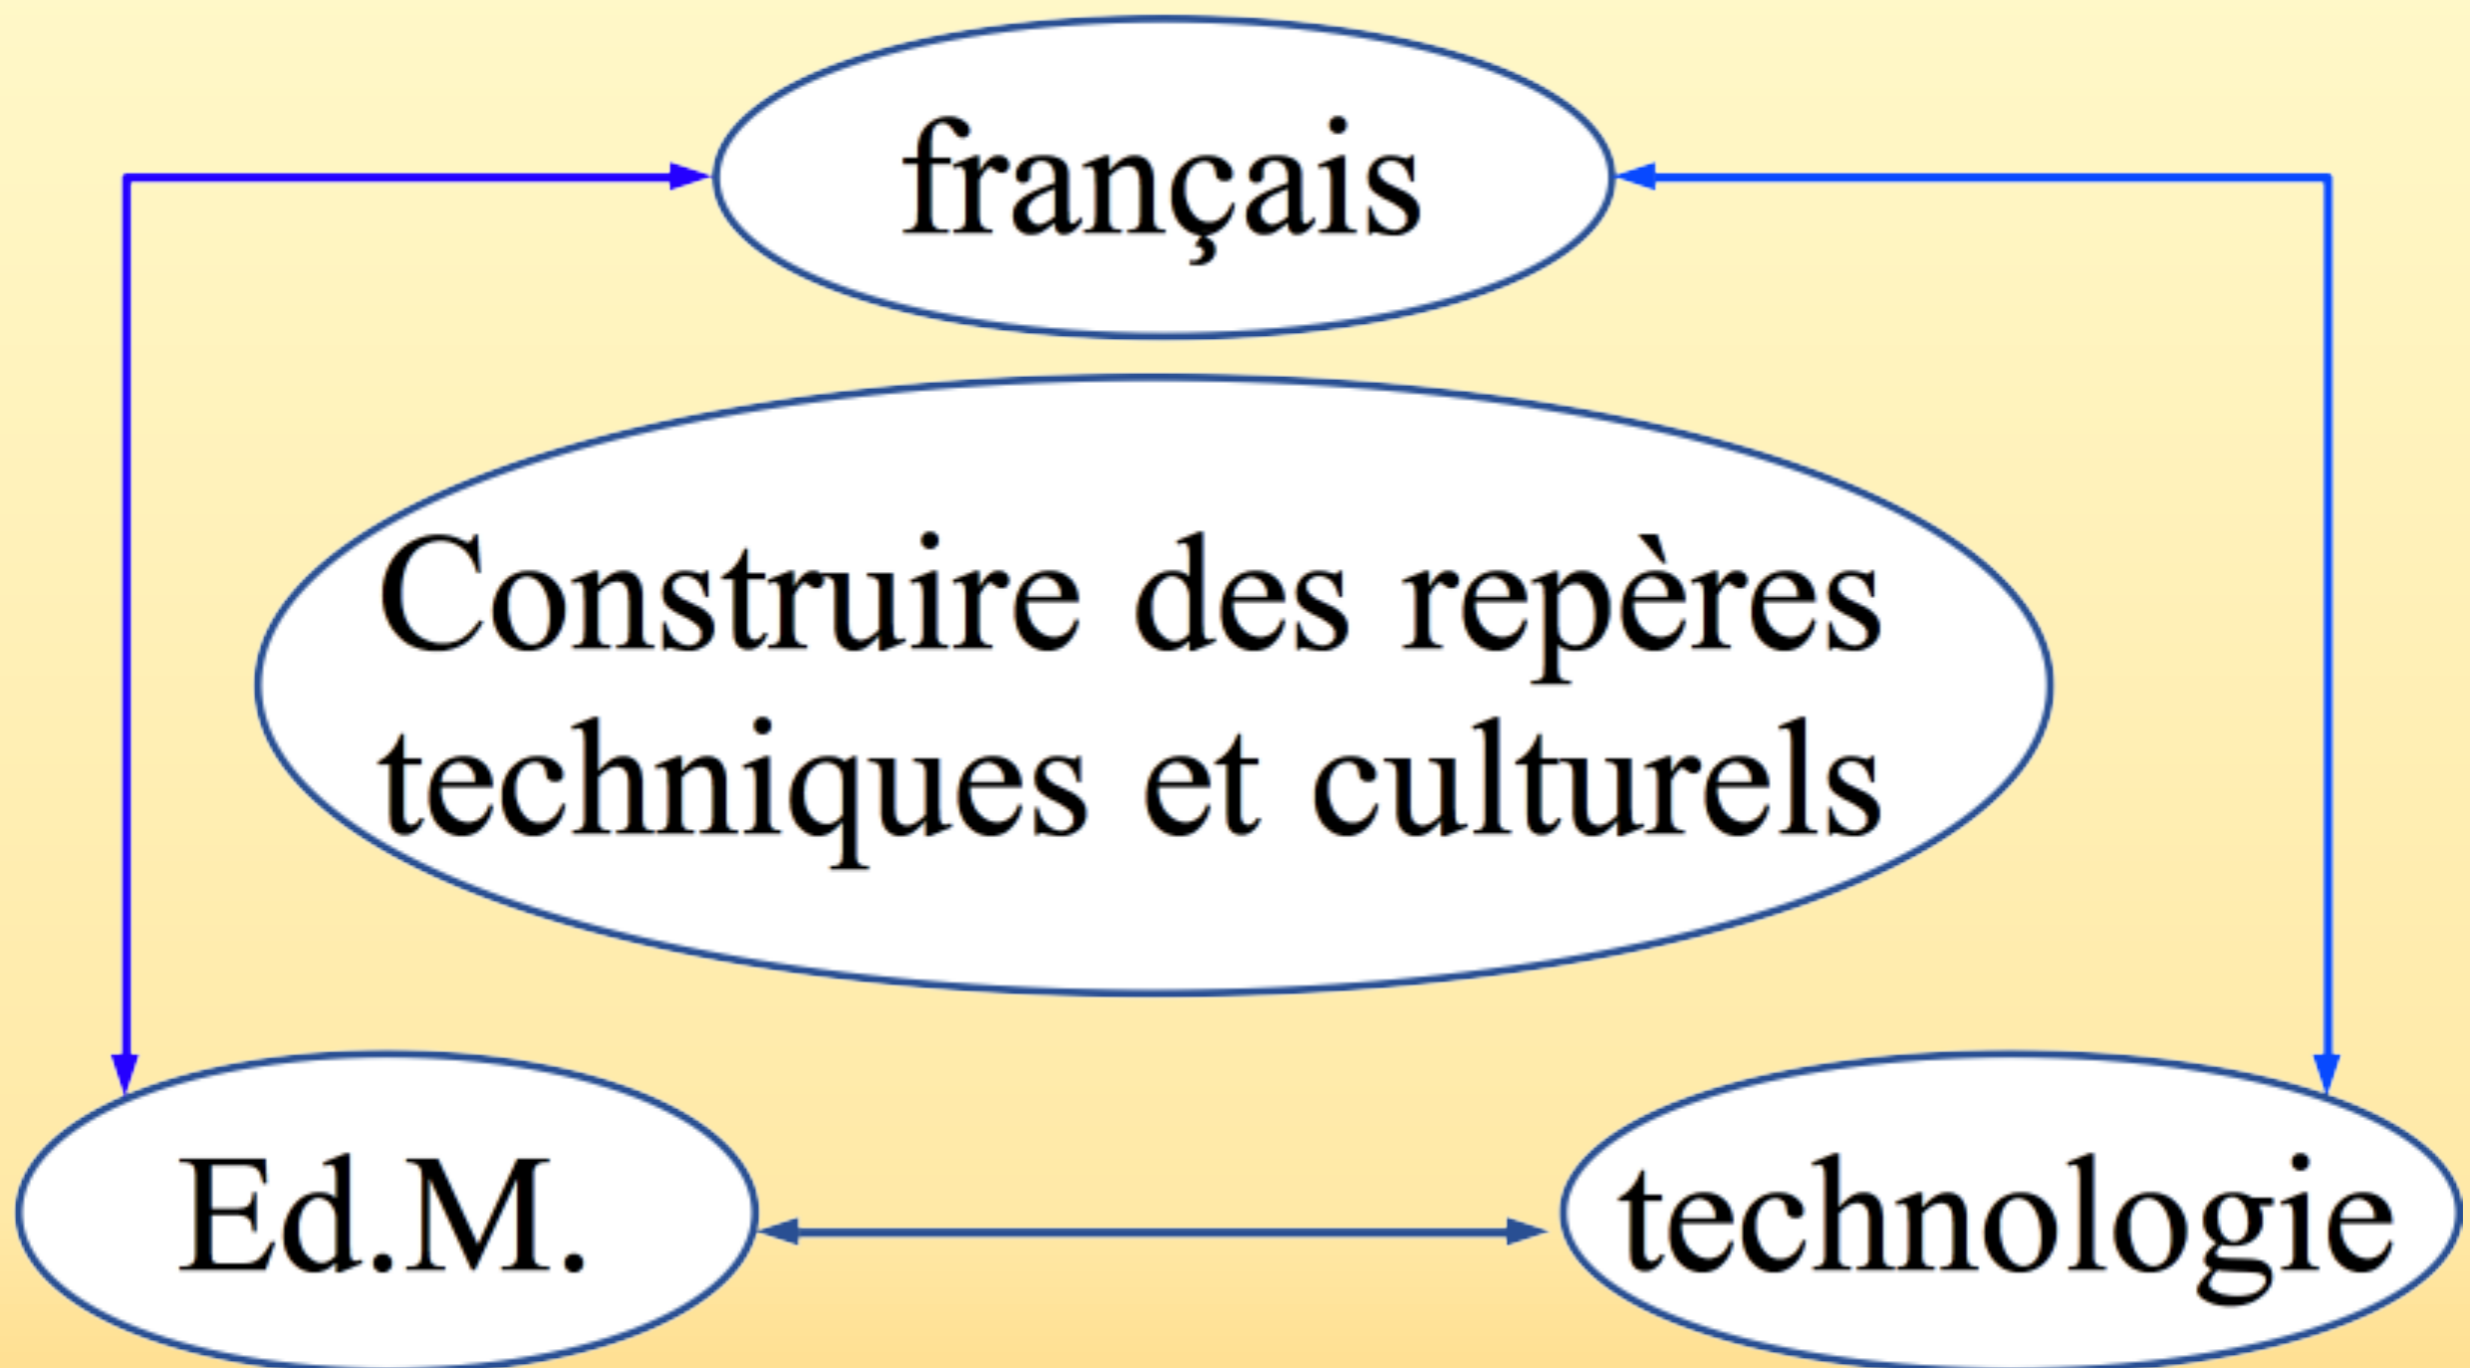 français
Construire des repères
techniques et culturels
Ed.M.
technologie